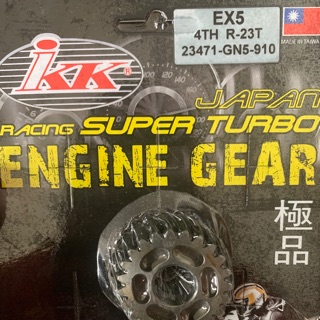 EX5
4TH R-23T
23471-GN5-910
MADE IN TAIWAN
iKK
JAPAN
RACING SUPER TURBO
ENGINE GEAR
極
品